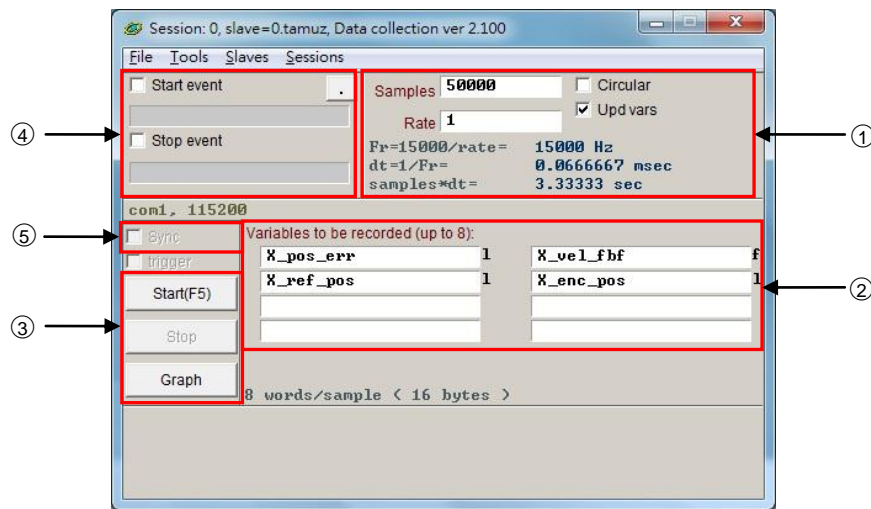 Session: 0, slave=0.tamuz, Data collection ver 2.100
File Tools Slaves Sessions
Start event .
Stop event
Samples 50000 Circular
Rate 1 Upd vars
Fr=15000/rate= 15000 Hz
dt=1/Fr= 0.0666667 msec
samples*dt= 3.33333 sec
④
①
com1, 115200
⑤
Sync
trigger
Variables to be recorded (up to 8):
X_pos_err l X_vel_fbf f
X_ref_pos l X_enc_pos l
②
③
Start(F5)
Stop
Graph
8 words/sample ( 16 bytes )